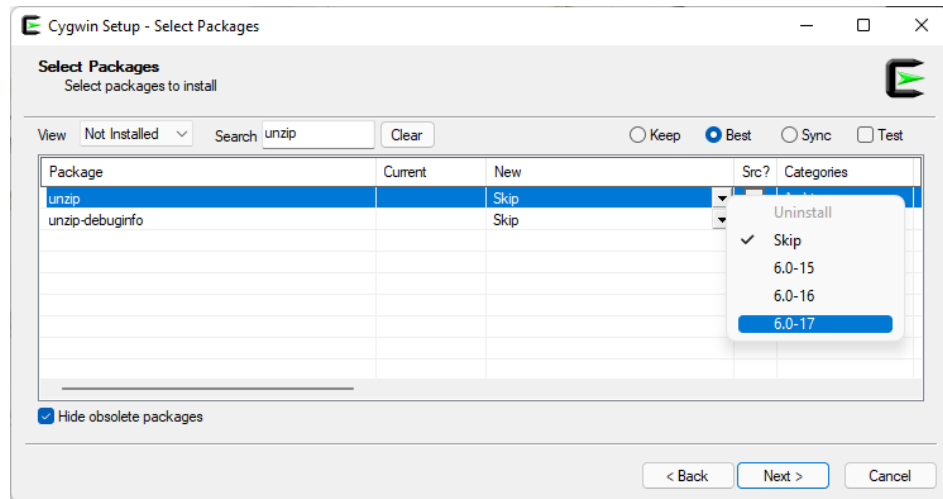 Cygwin Setup - Select Packages
Select Packages
Select packages to install
View Not Installed Search unzip Clear Keep Best Sync Test
Package Current New Src? Categories
unzip Skip
unzip-debuginfo Skip
Uninstall
Skip
6.0-15
6.0-16
6.0-17
Hide obsolete packages
< Back Next > Cancel